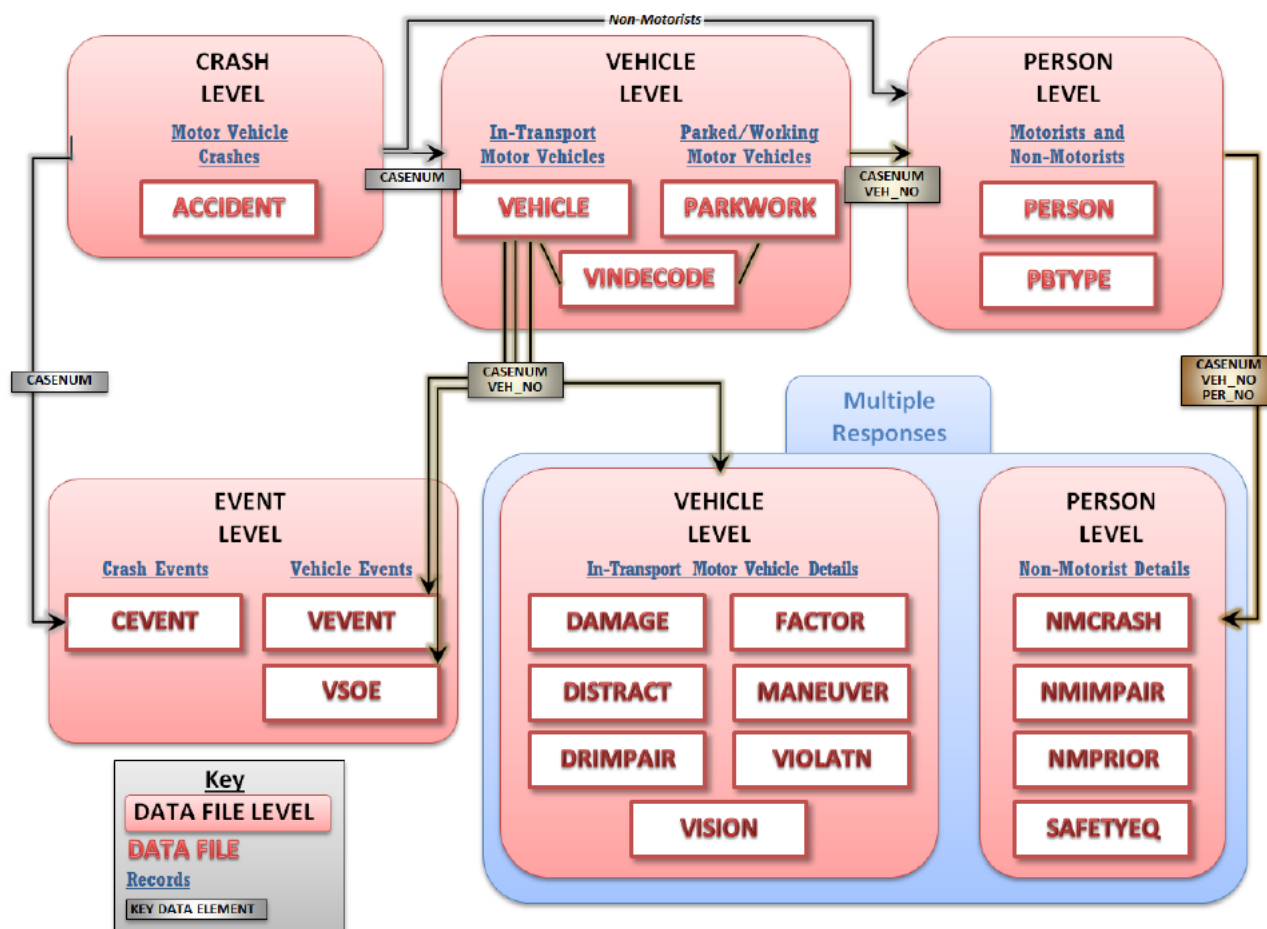 Non-Motorists
CRASH
LEVEL
Motor Vehicle
Crashes
ACCIDENT
CASENUM
VEHICLE
LEVEL
In-Transport
Motor Vehicles
Parked/Working
Motor Vehicles
VEHICLE
PARKWORK
VINDECODE
CASENUM
VEH_NO
PERSON
LEVEL
Motorists and
Non-Motorists
PERSON
PBTYPE
CASENUM
CASENUM
VEH_NO
CASENUM
VEH_NO
PER_NO
EVENT
LEVEL
Crash Events
Vehicle Events
CEVENT
VEVENT
VSOE
Multiple
Responses
VEHICLE
LEVEL
In-Transport Motor Vehicle Details
DAMAGE
FACTOR
DISTRACT
MANEUVER
DRIMPAIR
VIOLATN
VISION
PERSON
LEVEL
Non-Motorist Details
NMCRASH
NMIMPAIR
NMPRIOR
SAFETYEQ
Key
DATA FILE LEVEL
DATA FILE
Records
KEY DATA ELEMENT